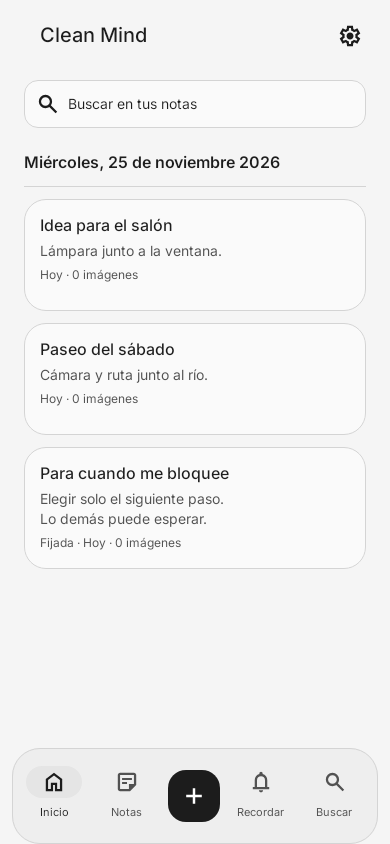 Clean Mind
Buscar en tus notas
Miércoles, 25 de noviembre 2026
Idea para el salón
Lámpara junto a la ventana.
Hoy · 0 imágenes
Paseo del sábado
Cámara y ruta junto al río.
Hoy · 0 imágenes
Para cuando me bloquee
Elegir solo el siguiente paso.
Lo demás puede esperar.
Fijada · Hoy · 0 imágenes
Inicio
Notas
Recordar
Buscar